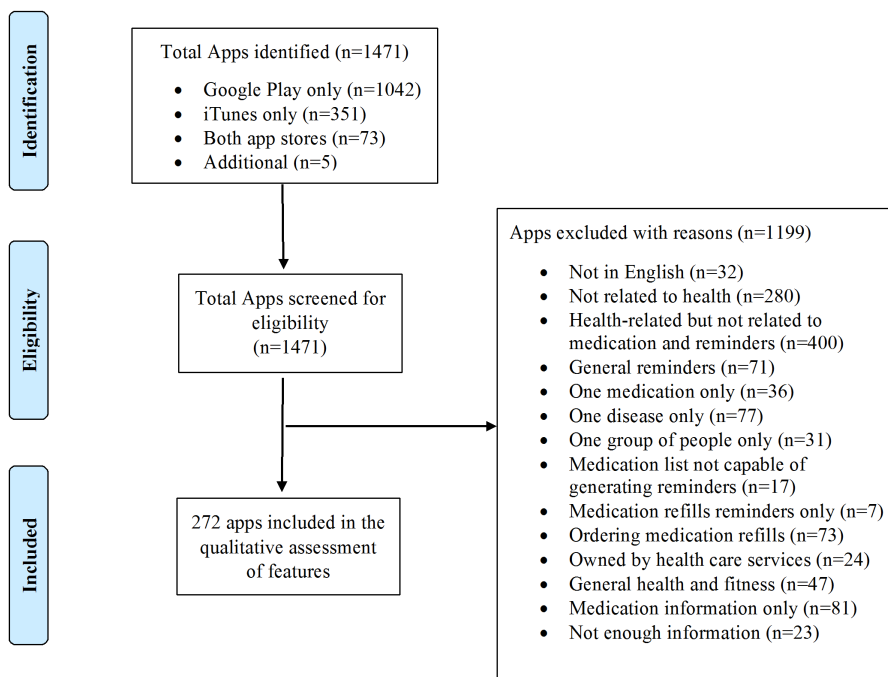 Identification
Total Apps identified (n=1471)
• Google Play only (n=1042)
• iTunes only (n=351)
• Both app stores (n=73)
• Additional (n=5)
Eligibility
Total Apps screened for
eligibility
(n=1471)
Apps excluded with reasons (n=1199)
• Not in English (n=32)
• Not related to health (n=280)
• Health-related but not related to
medication and reminders (n=400)
• General reminders (n=71)
• One medication only (n=36)
• One disease only (n=77)
• One group of people only (n=31)
• Medication list not capable of
generating reminders (n=17)
• Medication refills reminders only (n=7)
• Ordering medication refills (n=73)
• Owned by health care services (n=24)
• General health and fitness (n=47)
• Medication information only (n=81)
• Not enough information (n=23)
Included
272 apps included in the
qualitative assessment
of features